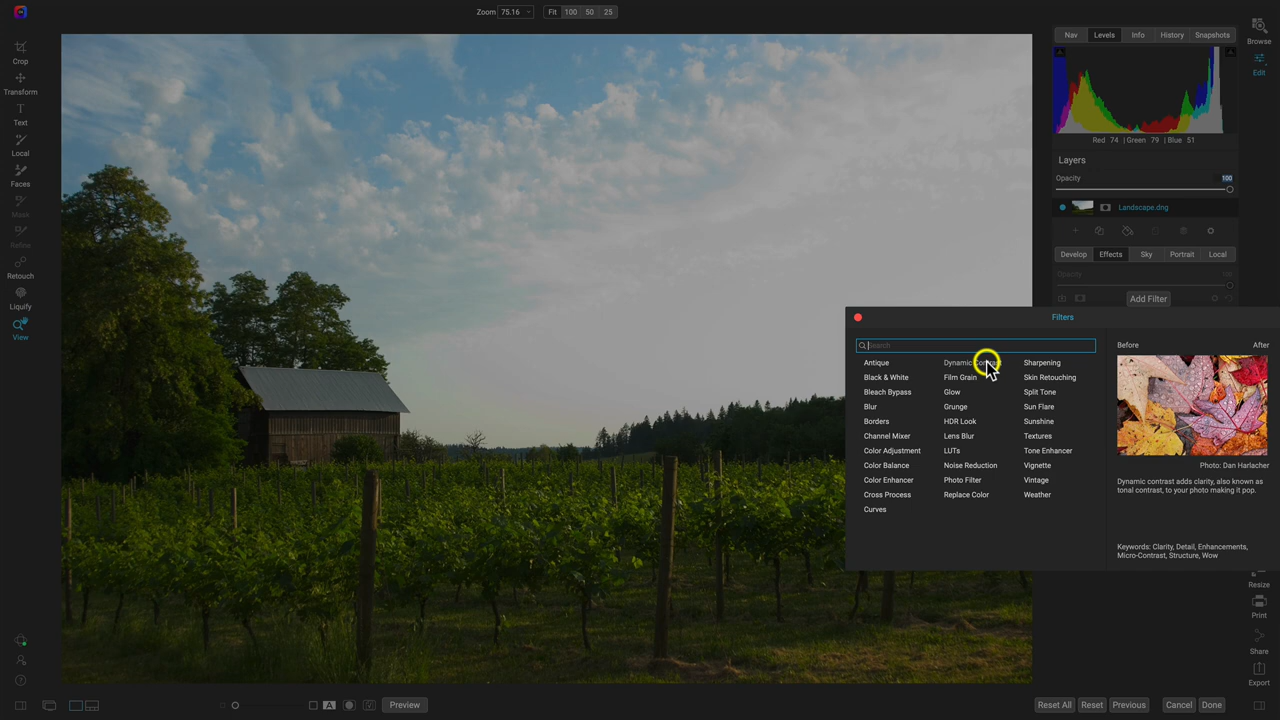 Zoom 75.16 Fit 100 50 25
Crop
Transform
Text
Local
Faces
Mask
Refine
Retouch
Liquify
View
Nav Levels Info History Snapshots
Red 74 | Green 79 | Blue 51
Layers
Opacity 100
Landscape.dng
Develop Effects Sky Portrait Local
Opacity 100
Add Filter
Browse
Edit
Filters
Search
Antique
Black & White
Bleach Bypass
Blur
Borders
Channel Mixer
Color Adjustment
Color Balance
Color Enhancer
Cross Process
Curves
Dynamic Contrast
Film Grain
Glow
Grunge
HDR Look
Lens Blur
LUTs
Noise Reduction
Photo Filter
Replace Color
Sharpening
Skin Retouching
Split Tone
Sun Flare
Sunshine
Textures
Tone Enhancer
Vignette
Vintage
Weather
Before After
Photo: Dan Harlacher
Dynamic contrast adds clarity, also known as
tonal contrast, to your photo making it pop.
Keywords: Clarity, Detail, Enhancements,
Micro-Contrast, Structure, Wow
Resize
Print
Share
Export
A Preview
Reset All Reset Previous Cancel Done